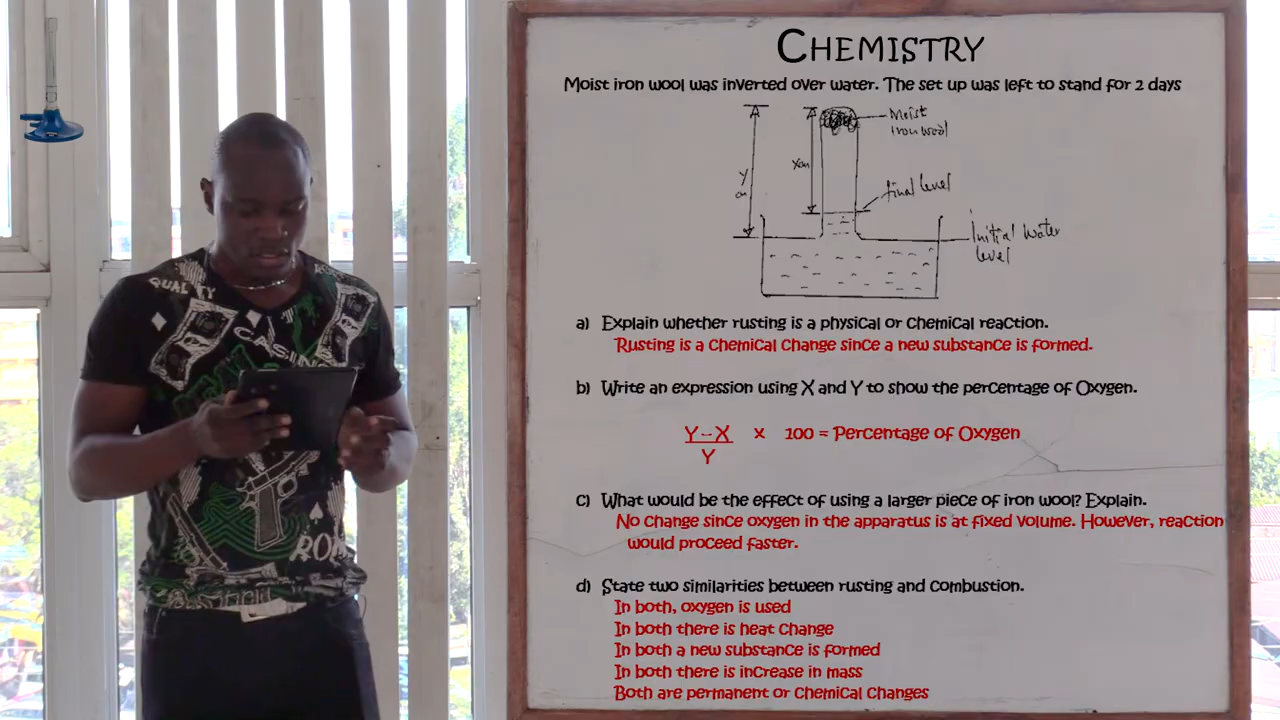 CHEMISTRY
Moist iron wool was inverted over water. The set up was left to stand for 2 days
Moist
iron wool
X cm
Y
cm
final level
Initial Water
level
a) Explain whether rusting is a physical or chemical reaction.
Rusting is a chemical change since a new substance is formed.
b) Write an expression using X and Y to show the percentage of Oxygen.
Y - X x 100 = Percentage of Oxygen
Y
c) What would be the effect of using a larger piece of iron wool? Explain.
No change since oxygen in the apparatus is at fixed volume. However, reaction
would proceed faster.
d) State two similarities between rusting and combustion.
In both, oxygen is used
In both there is heat change
In both a new substance is formed
In both there is increase in mass
Both are permanent or chemical changes
QUALITY
CASINO